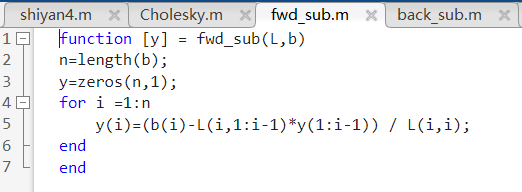 shiyan4.m × Cholesky.m × fwd_sub.m × back_sub.m ×
1 function [y] = fwd_sub(L,b)
2 n=length(b);
3 y=zeros(n,1);
4 for i =1:n
5 y(i)=(b(i)-L(i,1:i-1)*y(1:i-1)) / L(i,i);
6 end
7 end